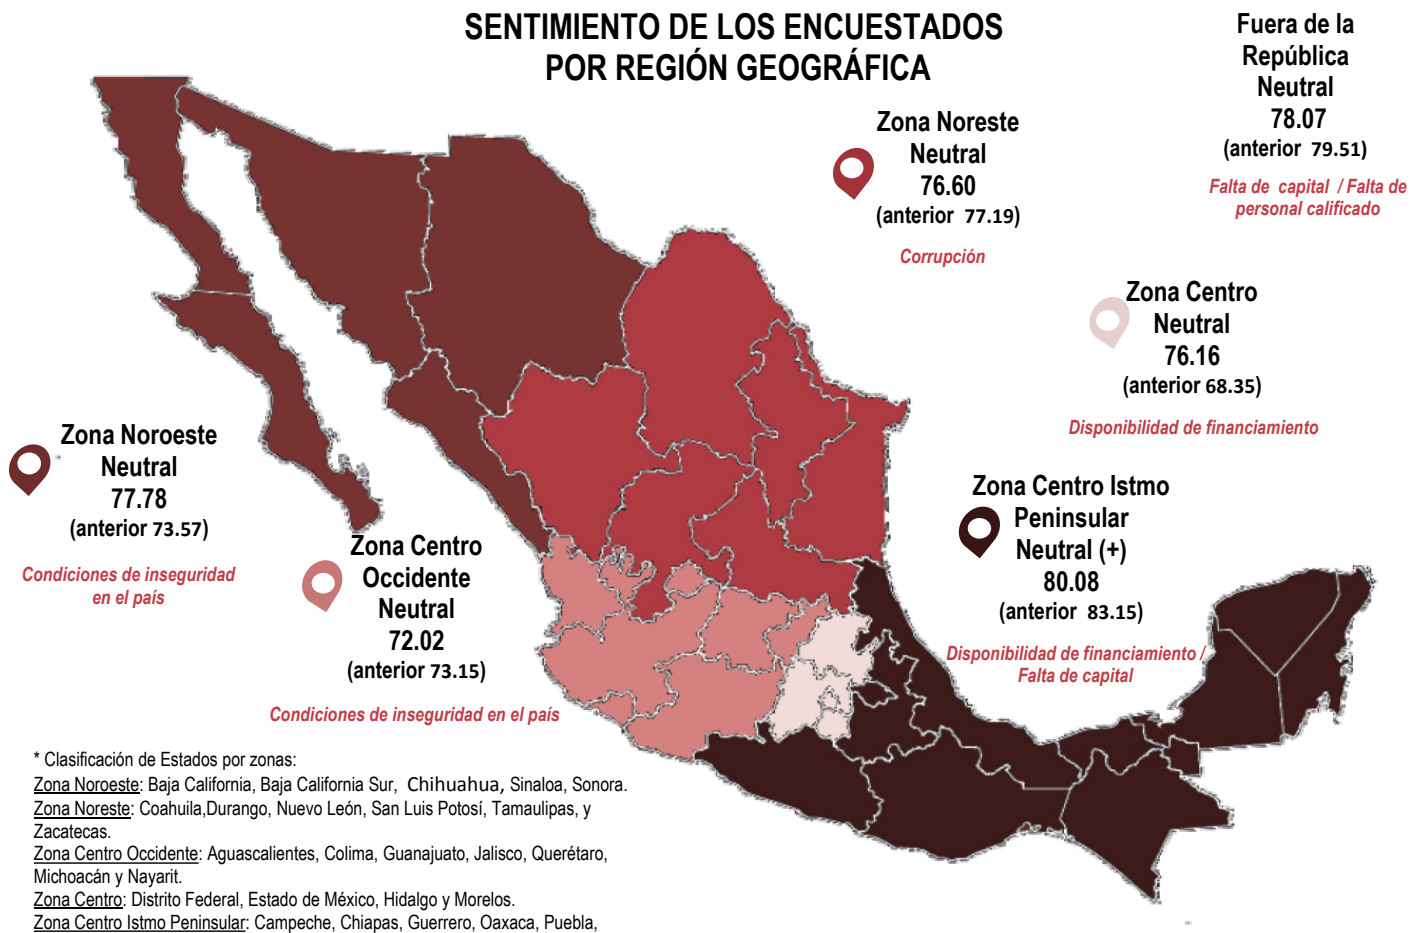 SENTIMIENTO DE LOS ENCUESTADOS
POR REGIÓN GEOGRÁFICA
Fuera de la
República
Neutral
78.07
(anterior 79.51)
Falta de capital / Falta de
personal calificado
Zona Noreste
Neutral
76.60
(anterior 77.19)
Corrupción
Zona Centro
Neutral
76.16
(anterior 68.35)
Disponibilidad de financiamiento
Zona Noroeste
Neutral
77.78
(anterior 73.57)
Condiciones de inseguridad
en el país
Zona Centro
Occidente
Neutral
72.02
(anterior 73.15)
Condiciones de inseguridad en el país
Zona Centro Istmo
Peninsular
Neutral (+)
80.08
(anterior 83.15)
Disponibilidad de financiamiento /
Falta de capital
* Clasificación de Estados por zonas:
Zona Noroeste: Baja California, Baja California Sur, Chihuahua, Sinaloa, Sonora.
Zona Noreste: Coahuila,Durango, Nuevo León, San Luis Potosí, Tamaulipas, y
Zacatecas.
Zona Centro Occidente: Aguascalientes, Colima, Guanajuato, Jalisco, Querétaro,
Michoacán y Nayarit.
Zona Centro: Distrito Federal, Estado de México, Hidalgo y Morelos.
Zona Centro Istmo Peninsular: Campeche, Chiapas, Guerrero, Oaxaca, Puebla,